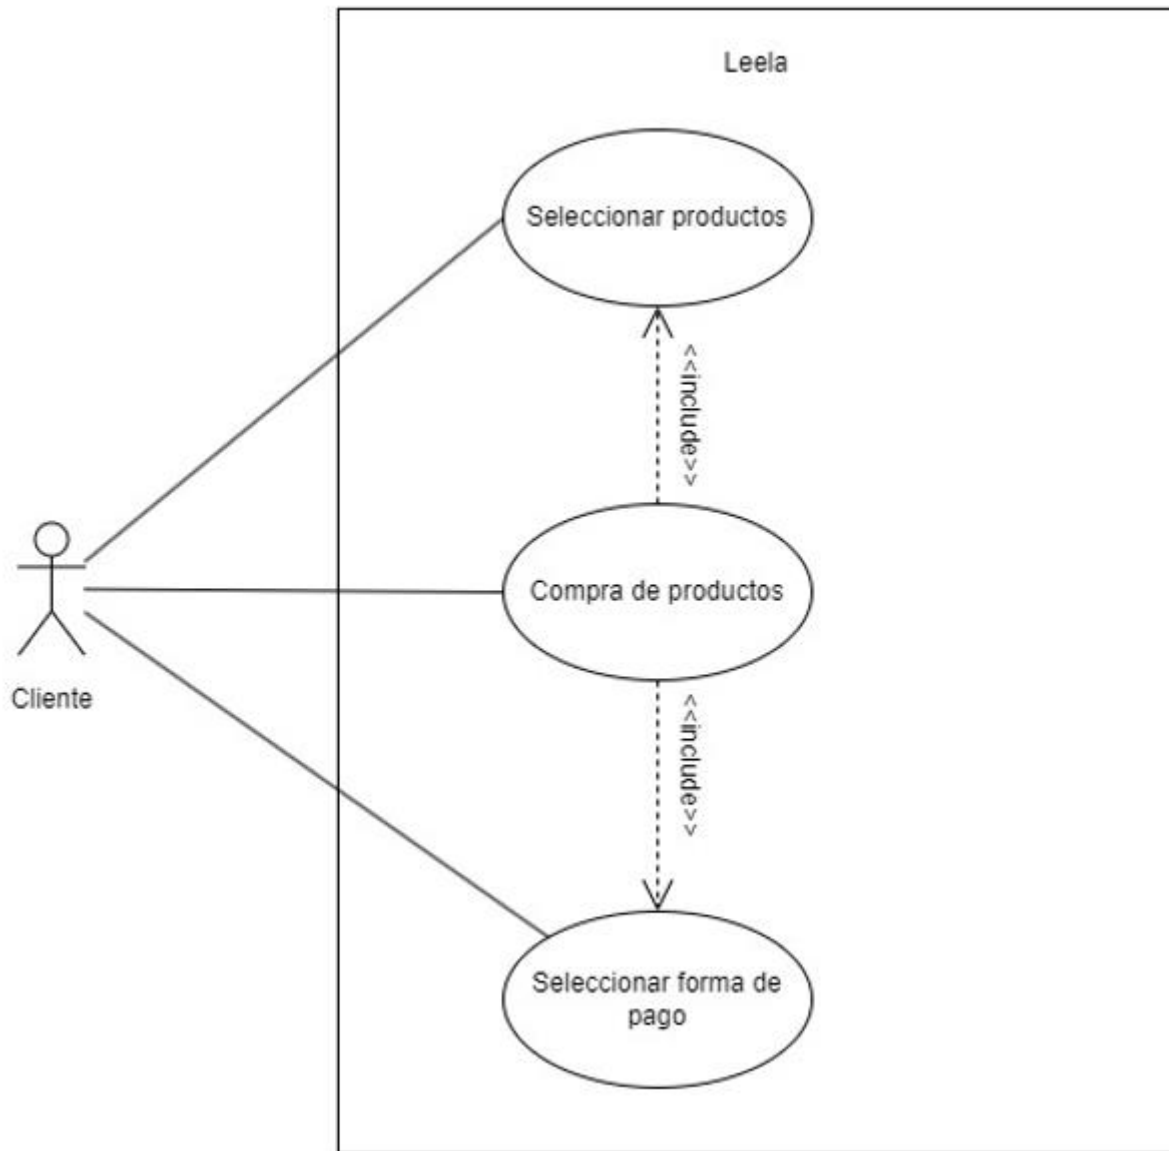 Leela
Seleccionar productos
<<include>>
Compra de productos
Cliente
<<include>>
Seleccionar forma de
pago